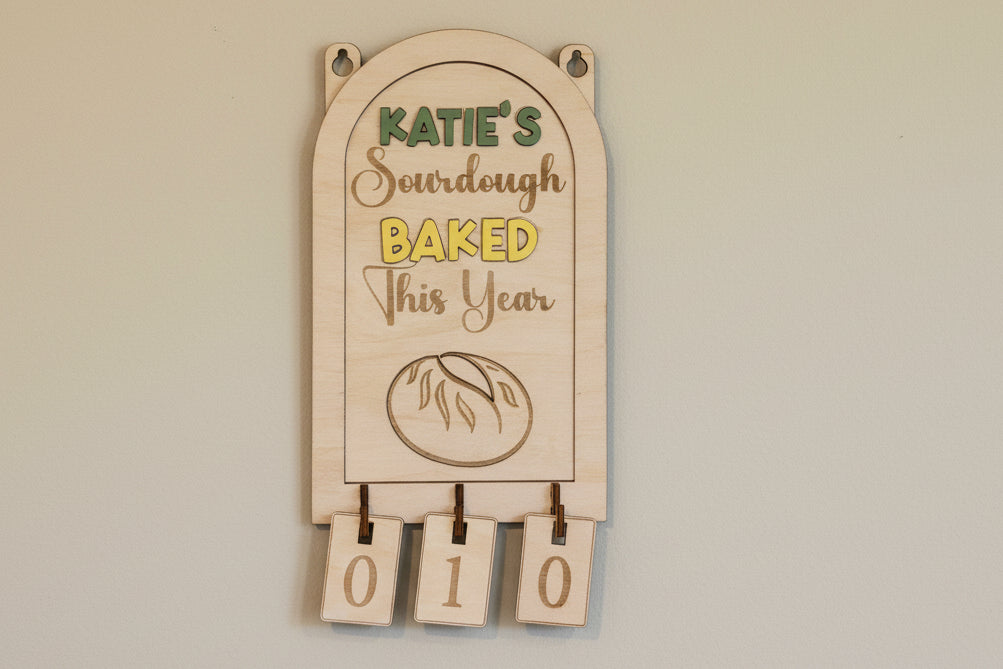 KATIE'S
Sourdough
BAKED
This Year
0 1 0